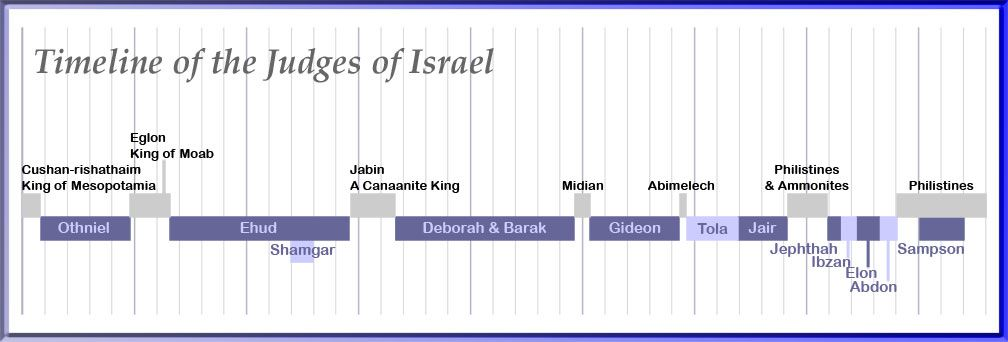 Timeline of the Judges of Israel
Eglon
King of Moab
Cushan-rishathaim
King of Mesopotamia
Jabin
A Canaanite King
Midian
Abimelech
Philistines
& Ammonites
Philistines
Othniel
Ehud
Deborah & Barak
Gideon
Tola
Jair
Shamgar
Jephthah
Ibzan
Elon
Abdon
Sampson